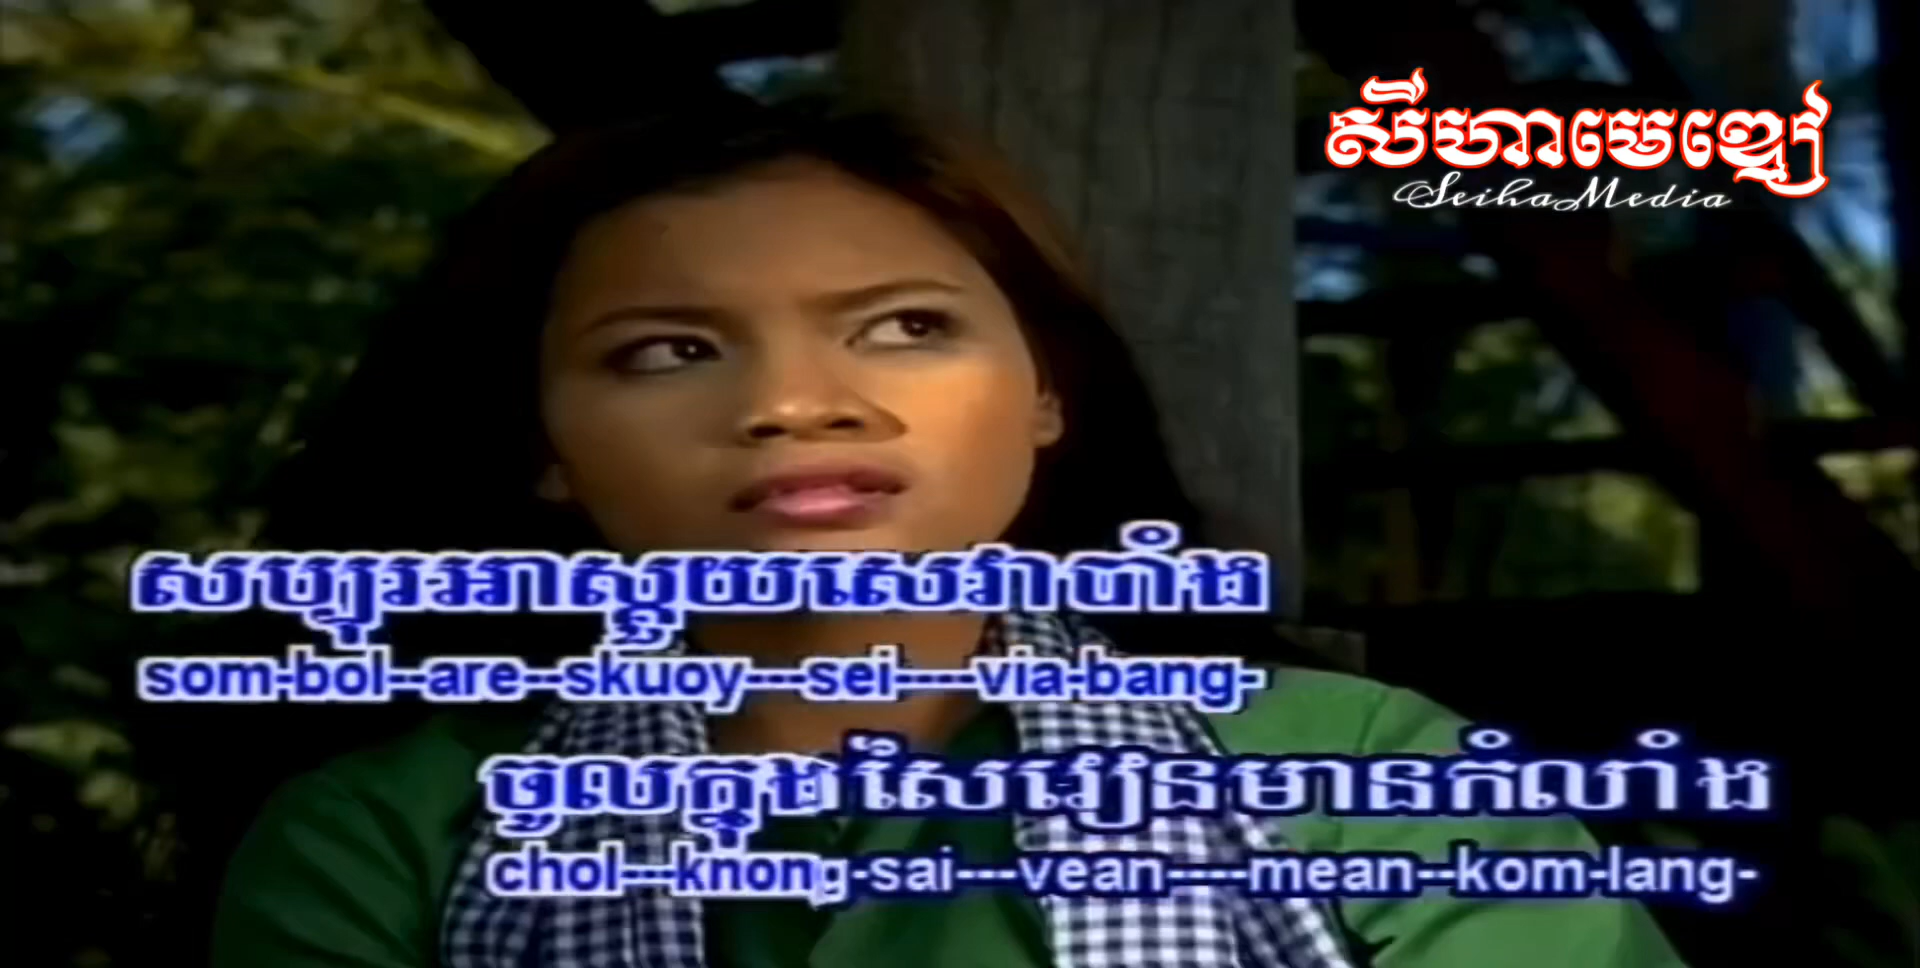 សីហាមេឌៀ
SeihaMedia
សប្បុរអាស្កួយសេវាបាំង
som-bol--are--skuoy---sei----via-bang-
ចូលក្នុងសៃវៀនមានកំលាំង
chol---knong-sai---vean----mean--kom-lang-